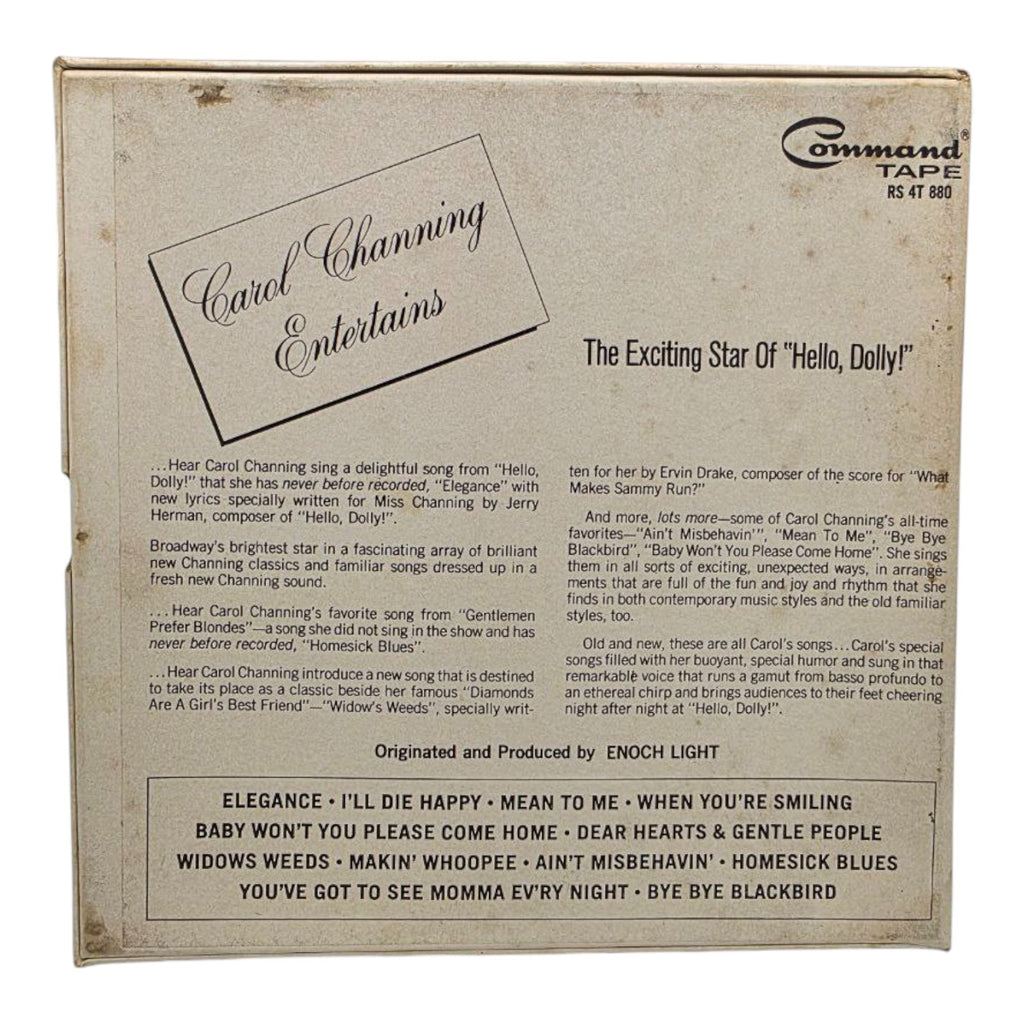 Command®
TAPE
RS 4T 880
Carol Channing
Entertains
The Exciting Star Of "Hello, Dolly!"
...Hear Carol Channing sing a delightful song from "Hello,
Dolly!" that she has never before recorded, "Elegance" with
new lyrics specially written for Miss Channing by Jerry
Herman, composer of "Hello, Dolly!".
Broadway's brightest star in a fascinating array of brilliant
new Channing classics and familiar songs dressed up in a
fresh new Channing sound.
...Hear Carol Channing's favorite song from "Gentlemen
Prefer Blondes"—a song she did not sing in the show and has
never before recorded, "Homesick Blues".
...Hear Carol Channing introduce a new song that is destined
to take its place as a classic beside her famous "Diamonds
Are A Girl's Best Friend"—"Widow's Weeds", specially writ-
ten for her by Ervin Drake, composer of the score for "What
Makes Sammy Run?"
And more, lots more—some of Carol Channing's all-time
favorites—"Ain't Misbehavin'", "Mean To Me", "Bye Bye
Blackbird", "Baby Won't You Please Come Home". She sings
them in all sorts of exciting, unexpected ways, in arrange-
ments that are full of the fun and joy and rhythm that she
finds in both contemporary music styles and the old familiar
styles, too.
Old and new, these are all Carol's songs...Carol's special
songs filled with her buoyant, special humor and sung in that
remarkable voice that runs a gamut from basso profundo to
an ethereal chirp and brings audiences to their feet cheering
night after night at "Hello, Dolly!".
Originated and Produced by ENOCH LIGHT
ELEGANCE • I'LL DIE HAPPY • MEAN TO ME • WHEN YOU'RE SMILING
BABY WON'T YOU PLEASE COME HOME • DEAR HEARTS & GENTLE PEOPLE
WIDOWS WEEDS • MAKIN' WHOOPEE • AIN'T MISBEHAVIN' • HOMESICK BLUES
YOU'VE GOT TO SEE MOMMA EV'RY NIGHT • BYE BYE BLACKBIRD